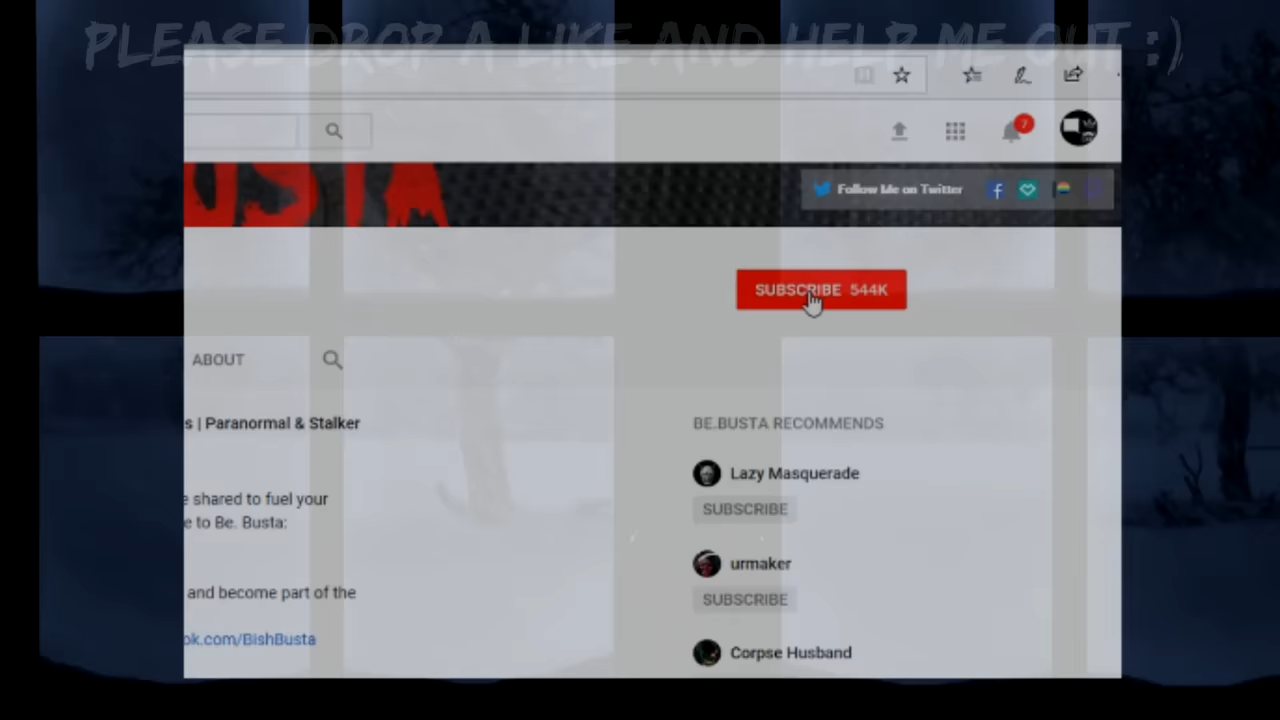 PLEASE DROP A LIKE AND HELP ME OUT :)
7
USTA
Follow Me on Twitter
SUBSCRIBE 544K
ABOUT
s | Paranormal & Stalker
BE.BUSTA RECOMMENDS
Lazy Masquerade
e shared to fuel your
SUBSCRIBE
e to Be. Busta:
urmaker
and become part of the
SUBSCRIBE
ok.com/BishBusta
Corpse Husband